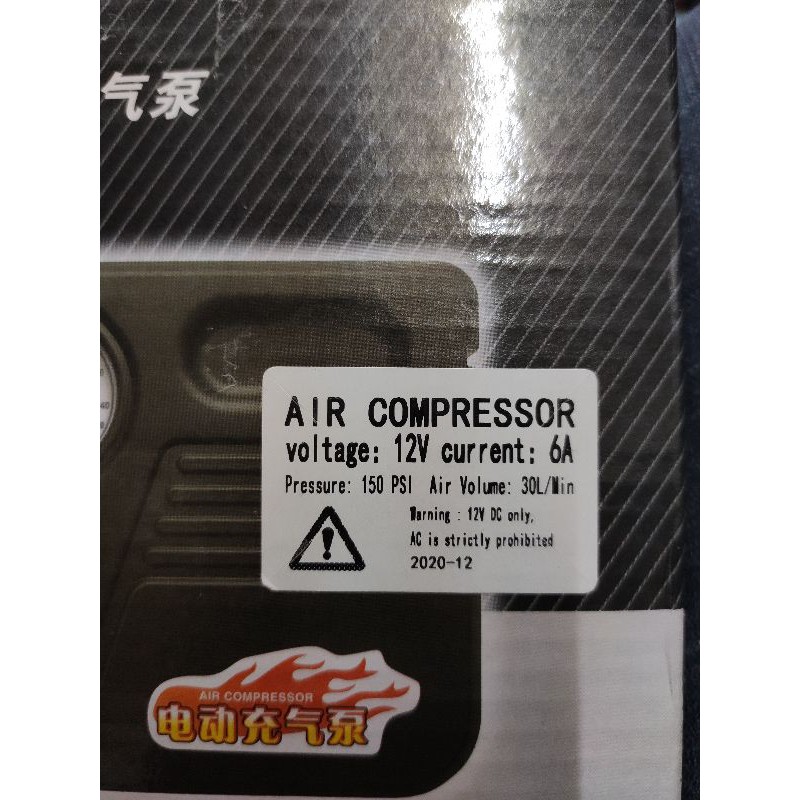 气泵
AIR COMPRESSOR
voltage: 12V current: 6A
Pressure: 150 PSI Air Volume: 30L/Min
Warning : 12V DC only,
AC is strictly prohibited
2020-12
AIR COMPRESSOR
电动充气泵